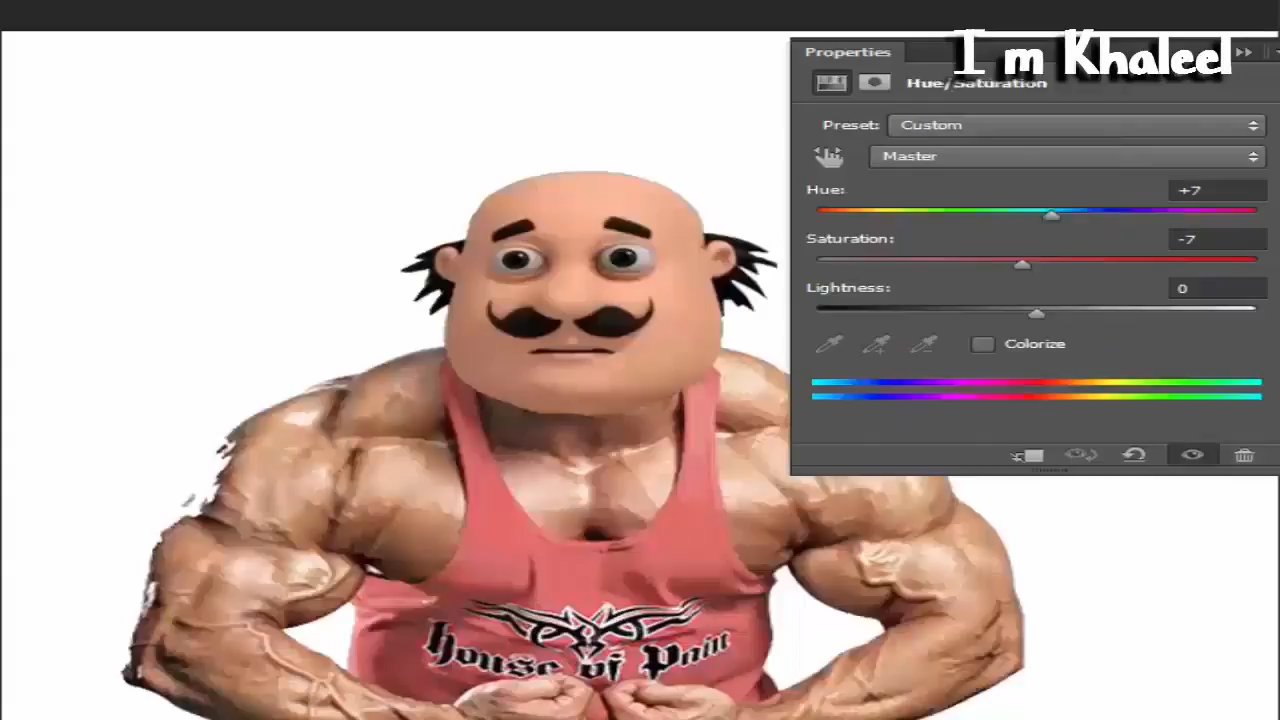 I m Khaleel
Properties
Hue/Saturation
Preset: Custom
Master
Hue: +7
Saturation: -7
Lightness: 0
Colorize
House of Pain